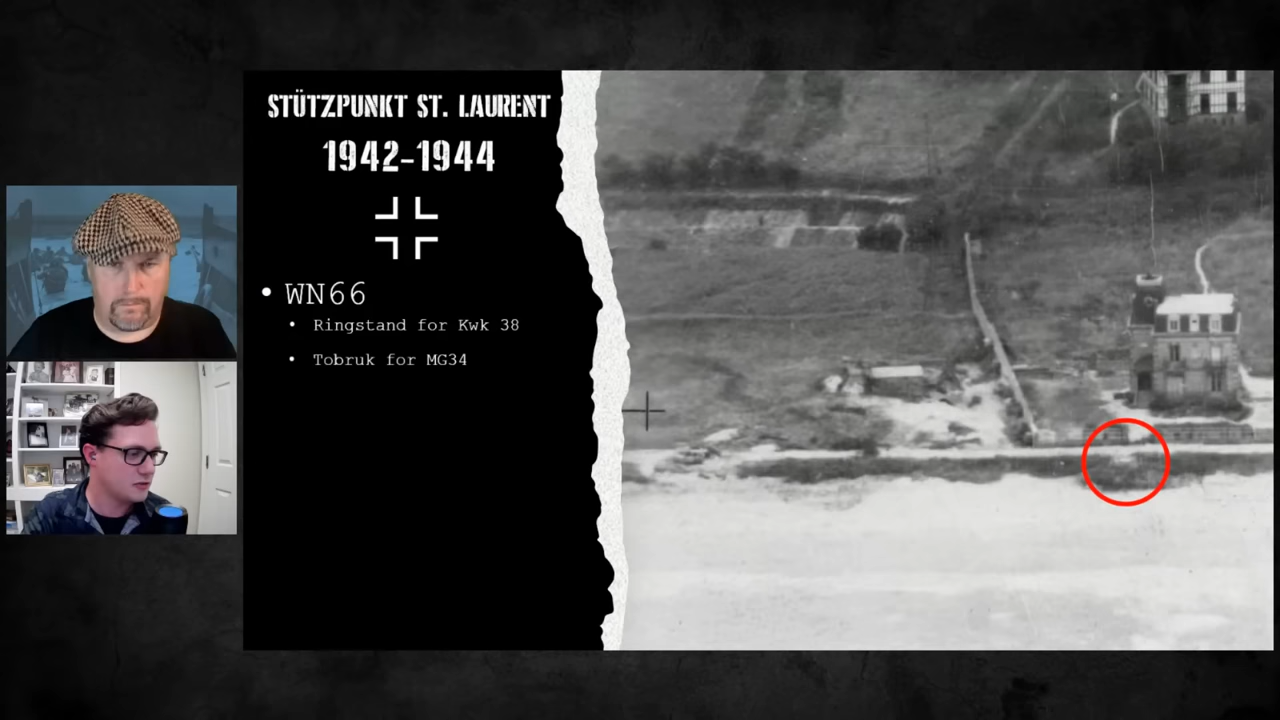 STÜTZPUNKT ST. LAURENT
1942-1944
• WN66
• Ringstand for Kwk 38
• Tobruk for MG34